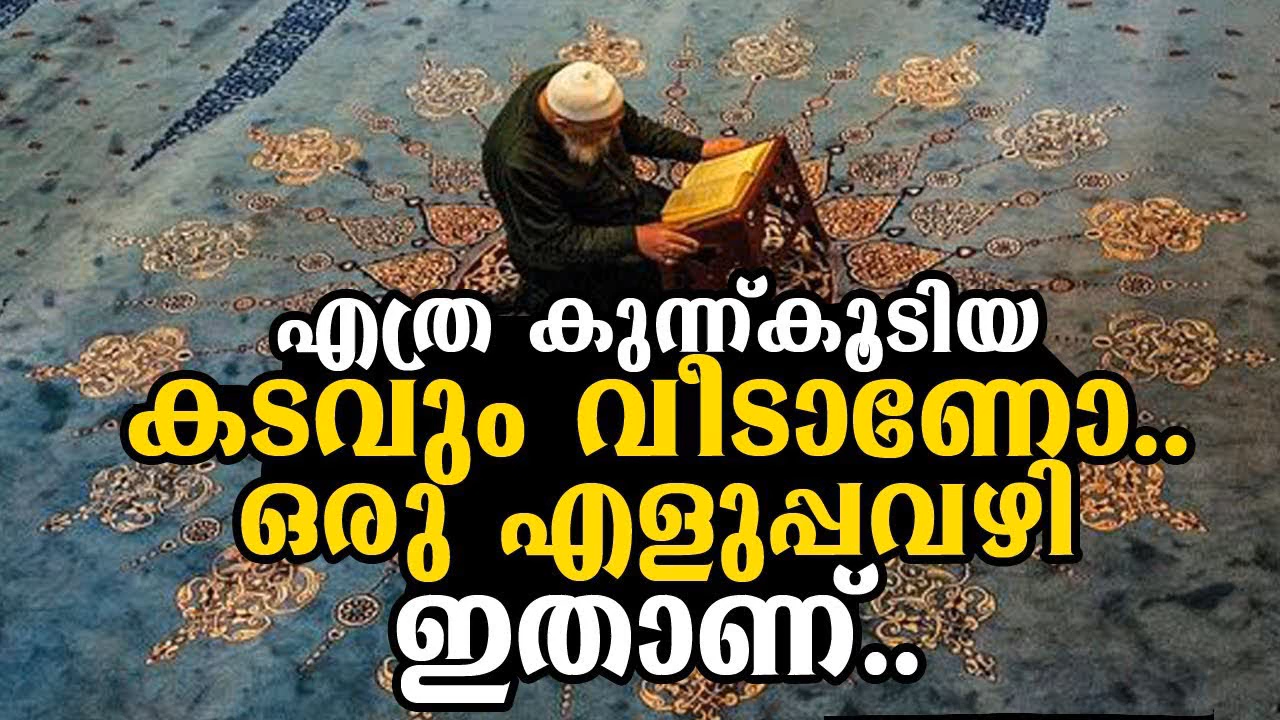 എത്ര കുന്ന്കൂടിയ
കടവും വീടാണോ..
ഒരു എളുപ്പവഴി
ഇതാണ്..